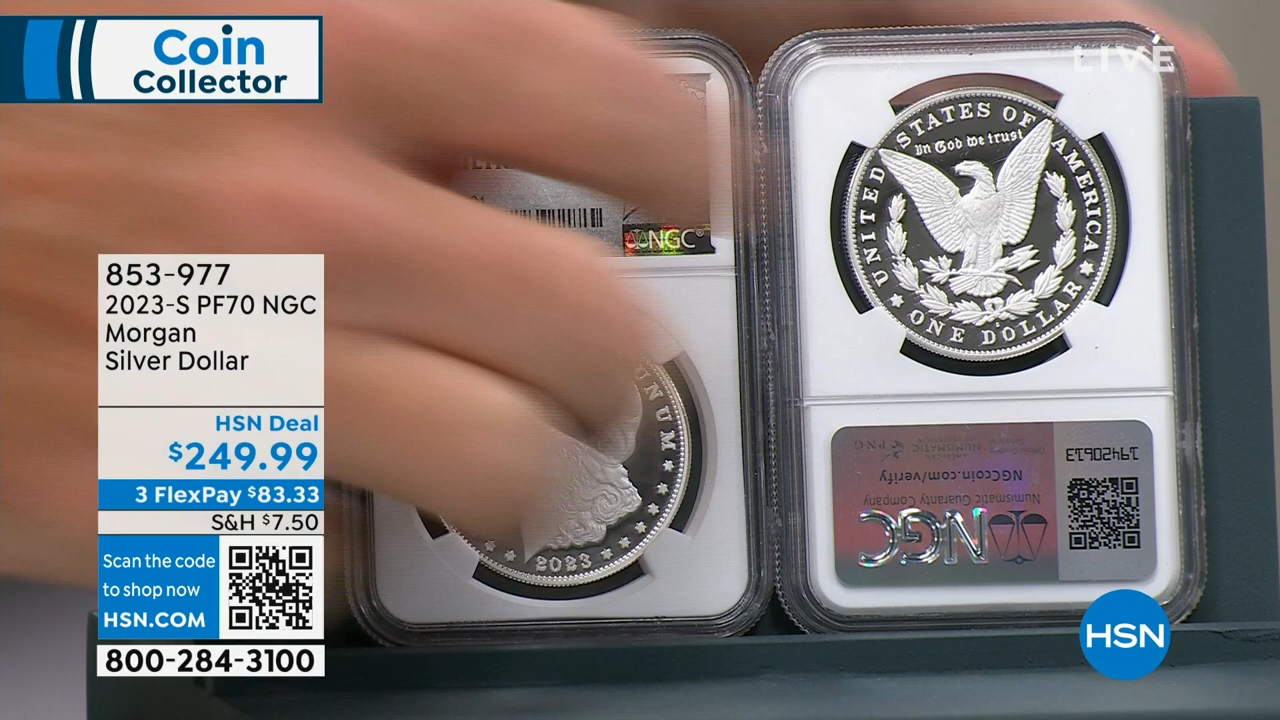 Coin
Collector
LIVE
853-977
2023-S PF70 NGC
Morgan
Silver Dollar
HSN Deal
$249.99
3 FlexPay $83.33
S&H $7.50
Scan the code
to shop now
HSN.COM
800-284-3100
NGC
UNUM
2023
UNITED STATES OF AMERICA
In God we trust
ONE DOLLAR
19420613
NGCcoin.com/verify
Numismatic Guaranty Company
NGC
HSN